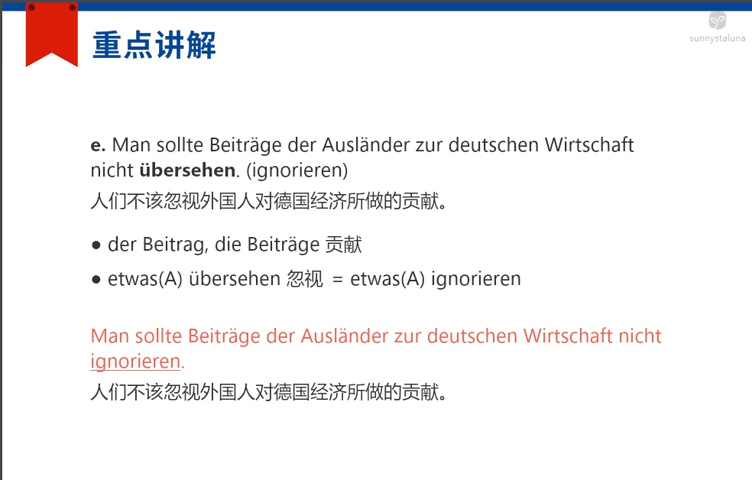 重点讲解
sunnystaluna
e. Man sollte Beiträge der Ausländer zur deutschen Wirtschaft
nicht übersehen. (ignorieren)
人们不该忽视外国人对德国经济所做的贡献。
● der Beitrag, die Beiträge 贡献
● etwas(A) übersehen 忽视 = etwas(A) ignorieren
Man sollte Beiträge der Ausländer zur deutschen Wirtschaft nicht
ignorieren.
人们不该忽视外国人对德国经济所做的贡献。